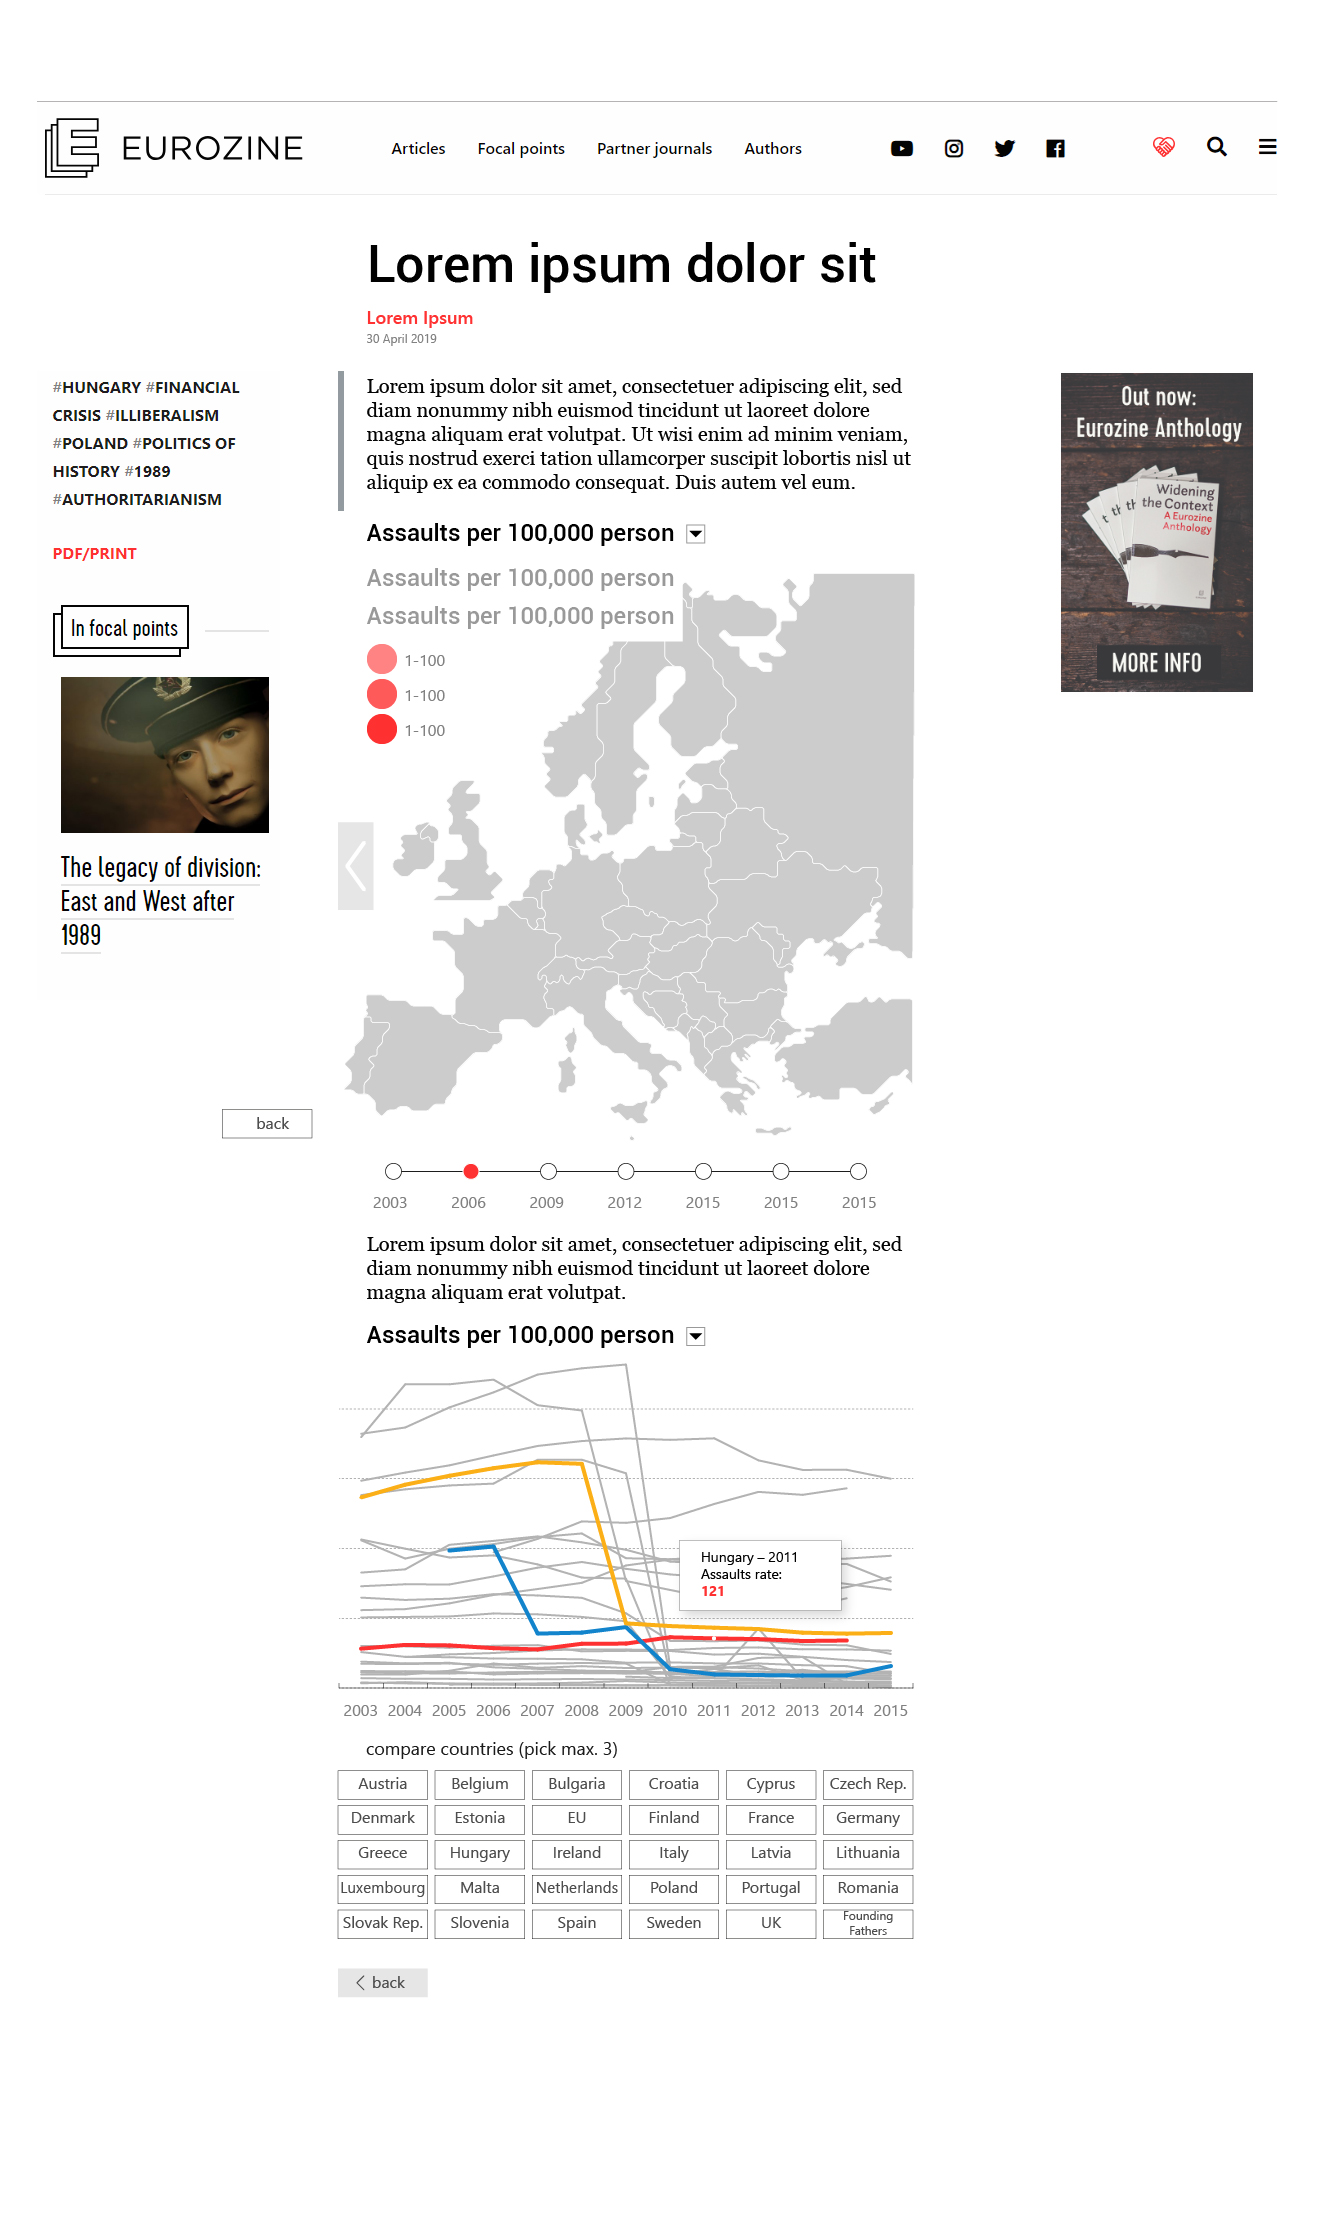 EUROZINE
Articles Focal points Partner journals Authors
Lorem ipsum dolor sit
Lorem Ipsum
30 April 2019
#HUNGARY #FINANCIAL
CRISIS #ILLIBERALISM
#POLAND #POLITICS OF
HISTORY #1989
#AUTHORITARIANISM
PDF/PRINT
In focal points
The legacy of division:
East and West after
1989
back
Lorem ipsum dolor sit amet, consectetuer adipiscing elit, sed
diam nonummy nibh euismod tincidunt ut laoreet dolore
magna aliquam erat volutpat. Ut wisi enim ad minim veniam,
quis nostrud exerci tation ullamcorper suscipit lobortis nisl ut
aliquip ex ea commodo consequat. Duis autem vel eum.
Out now:
Eurozine Anthology
Widening
the Context
A Eurozine
Anthology
MORE INFO
Assaults per 100,000 person
Assaults per 100,000 person
Assaults per 100,000 person
1-100
1-100
1-100
2003 2006 2009 2012 2015 2015 2015
Lorem ipsum dolor sit amet, consectetuer adipiscing elit, sed
diam nonummy nibh euismod tincidunt ut laoreet dolore
magna aliquam erat volutpat.
Assaults per 100,000 person
Hungary – 2011
Assaults rate:
121
2003 2004 2005 2006 2007 2008 2009 2010 2011 2012 2013 2014 2015
compare countries (pick max. 3)
Austria Belgium Bulgaria Croatia Cyprus Czech Rep.
Denmark Estonia EU Finland France Germany
Greece Hungary Ireland Italy Latvia Lithuania
Luxembourg Malta Netherlands Poland Portugal Romania
Slovak Rep. Slovenia Spain Sweden UK Founding
Fathers
back